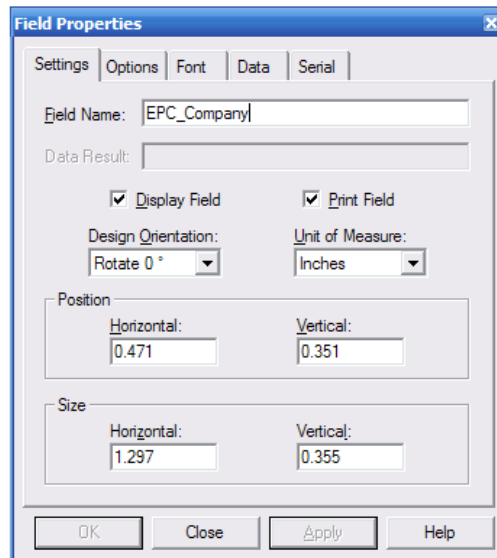 Field Properties
Settings Options Font Data Serial
Field Name: EPC_Company
Data Result:
Display Field Print Field
Design Orientation: Unit of Measure:
Rotate 0 ° Inches
Position
Horizontal: Vertical:
0.471 0.351
Size
Horizontal: Vertical:
1.297 0.355
OK Close Apply Help